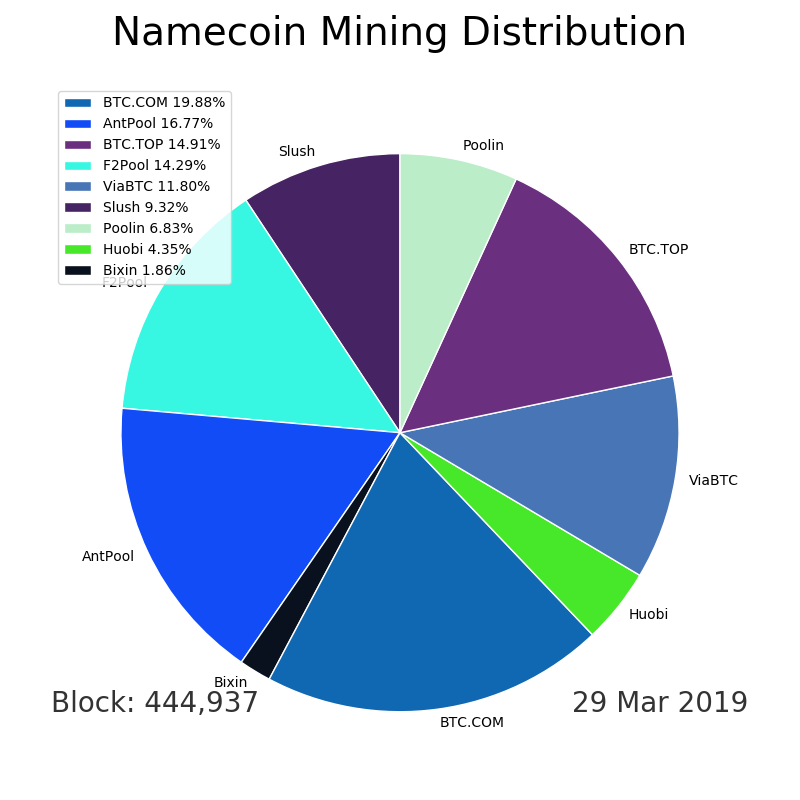 Namecoin Mining Distribution
BTC.COM 19.88%
AntPool 16.77%
BTC.TOP 14.91%
F2Pool 14.29%
ViaBTC 11.80%
Slush 9.32%
Poolin 6.83%
Huobi 4.35%
Bixin 1.86%
Slush
Poolin
BTC.TOP
F2Pool
ViaBTC
AntPool
Huobi
Bixin
BTC.COM
Block: 444,937
29 Mar 2019